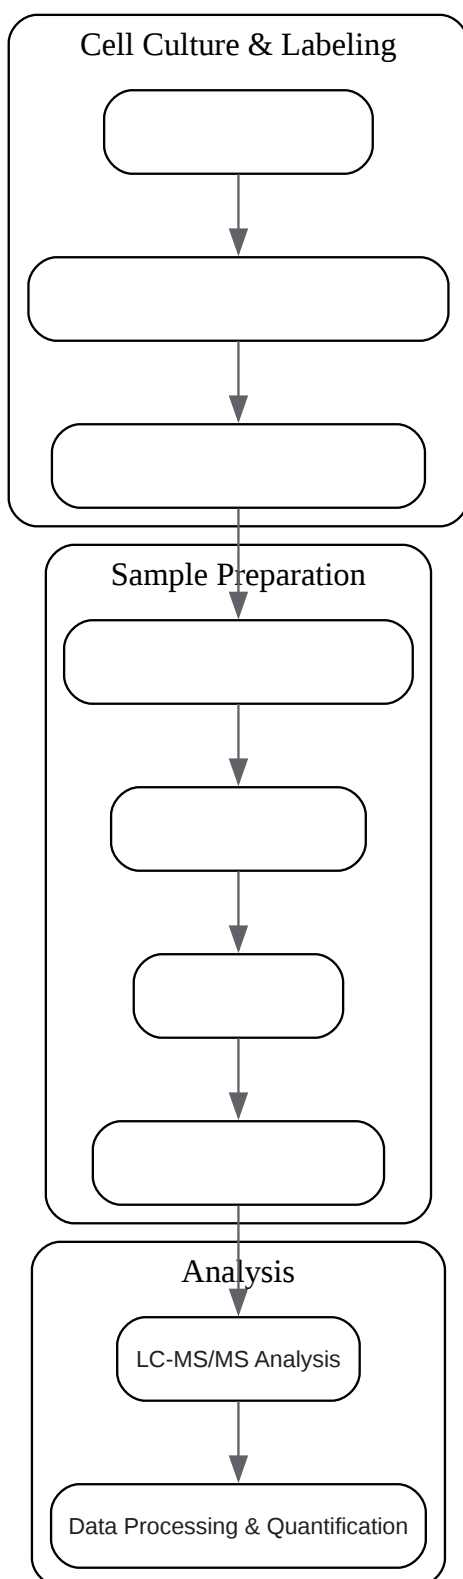 Cell Culture & Labeling
Sample Preparation
Analysis
LC-MS/MS Analysis
Data Processing & Quantification